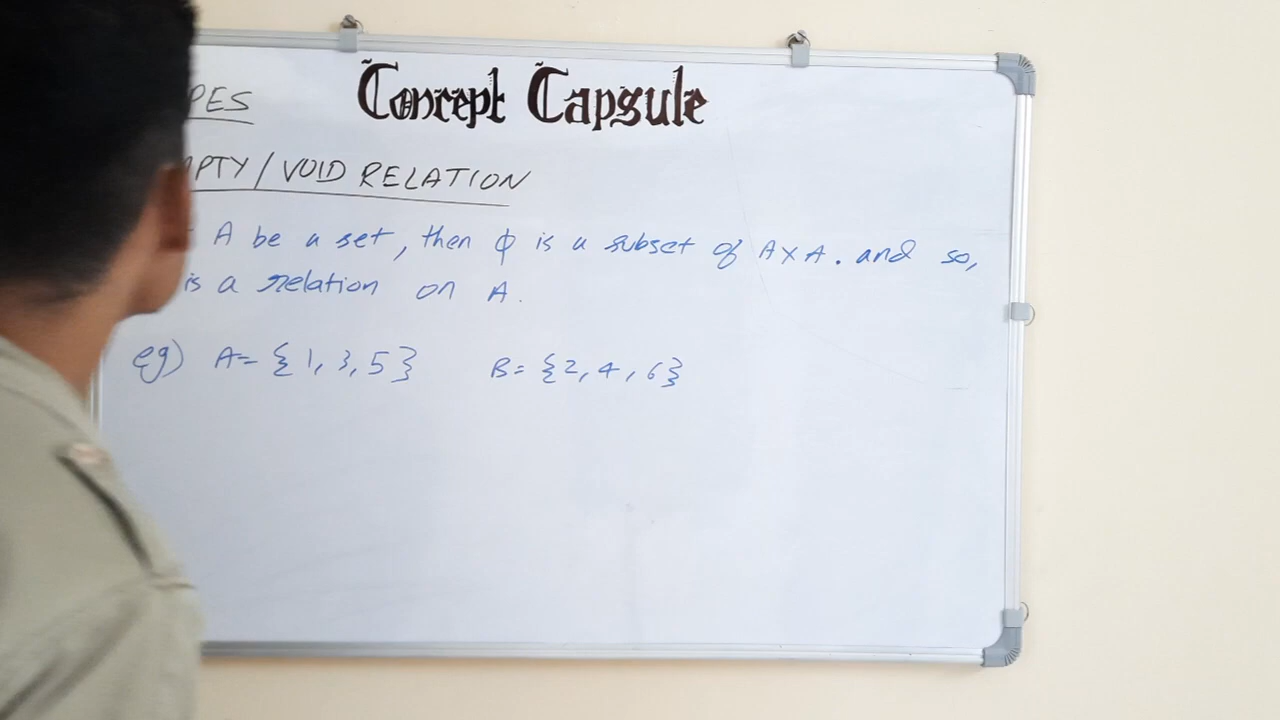 Concept Capsule
PES
MPTY / VOID RELATION
A be a set, then ϕ is a subset of A×A. and so,
is a relation on A.
eg) A= {1, 3, 5} B= {2, 4, 6}